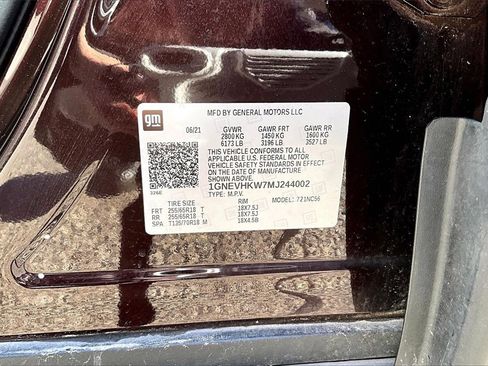 MFD BY GENERAL MOTORS LLC
gm
06/21 GVWR GAWR FRT GAWR RR
2800 KG 1450 KG 1600 KG
6173 LB 3196 LB 3527 LB
THIS VEHICLE CONFORMS TO ALL
APPLICABLE U.S. FEDERAL MOTOR
VEHICLE SAFETY STANDARDS IN EFFECT
ON THE DATE OF MANUFACTURE
SHOWN ABOVE.
1GNEVHKW7MJ244002
TYPE: M.P.V. MODEL: 721NC56
TIRE SIZE RIM
FRT 255/65R18 T 18X7.5J
RR 255/65R18 T 18X7.5J
SPA T135/70R18 M 18X4.5B